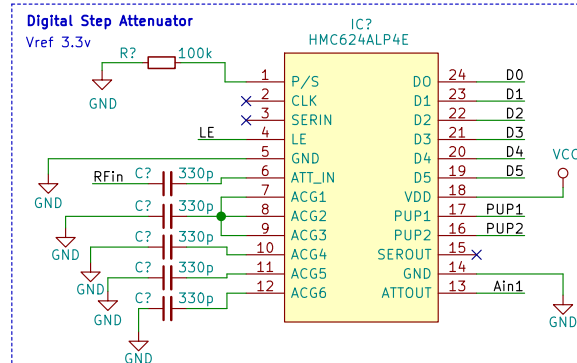 Digital Step Attenuator
Vref 3.3v
IC?
HMC624ALP4E
R? 100k
GND
1 P/S
2 CLK
3 SERIN
LE 4 LE
5 GND
GND
RFin C? 330p 6 ATT_IN
7 ACG1
C? 330p 8 ACG2
GND
9 ACG3
C? 330p 10 ACG4
GND
C? 330p 11 ACG5
GND
C? 330p 12 ACG6
GND
D0 24 D0
D1 23 D1
D2 22 D2
D3 21 D3
D4 20 D4
D5 19 D5
VCC
VDD 18
PUP1 17 PUP1
PUP2 16 PUP2
SEROUT 15
GND 14
GND
ATTOUT 13 Ain1